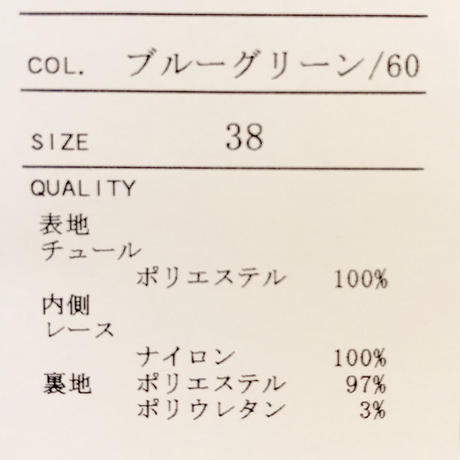 COL. ブルーグリーン/60
SIZE 38
QUALITY
表地
チュール
ポリエステル 100%
内側
レース
ナイロン 100%
裏地 ポリエステル 97%
ポリウレタン 3%